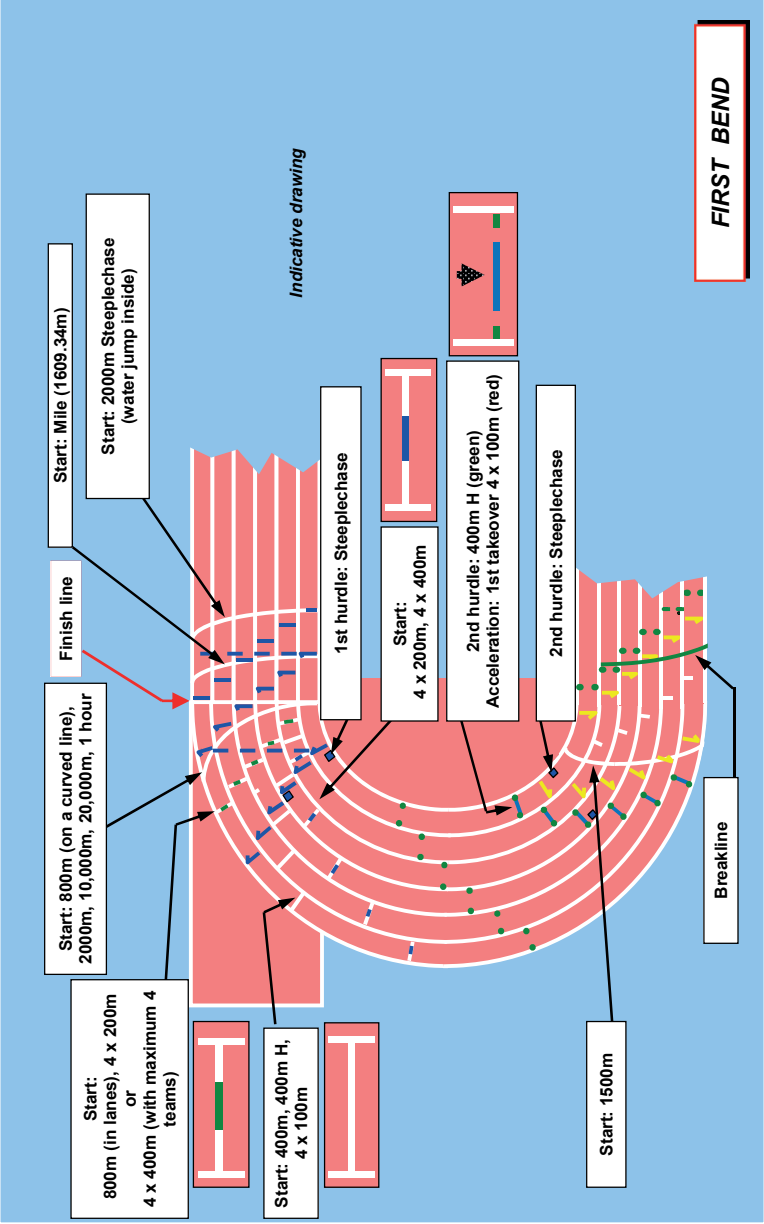 FIRST BEND
Indicative drawing
Start: Mile (1609.34m)
Start: 2000m Steeplechase
(water jump inside)
Finish line
Start: 800m (on a curved line),
2000m, 10,000m, 20,000m, 1 hour
Start:
800m (in lanes), 4 x 200m
or
4 x 400m (with maximum 4
teams)
Start: 400m, 400m H,
4 x 100m
1st hurdle: Steeplechase
Start:
4 x 200m, 4 x 400m
2nd hurdle: 400m H (green)
Acceleration: 1st takeover 4 x 100m (red)
2nd hurdle: Steeplechase
Start: 1500m
Breakline